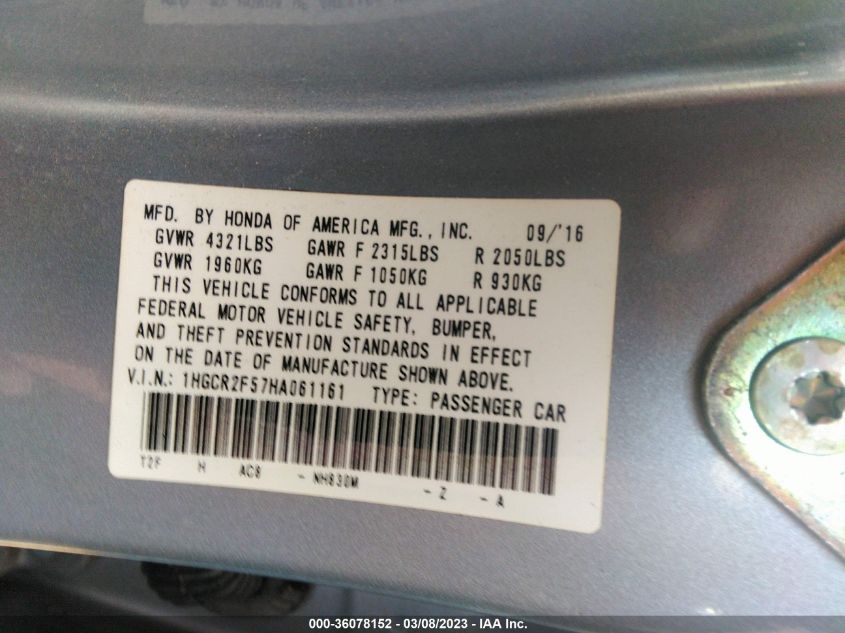 MFD. BY HONDA OF AMERICA MFG., INC. 09/'16
GVWR 4321LBS GAWR F 2315LBS R 2050LBS
GVWR 1960KG GAWR F 1050KG R 930KG
THIS VEHICLE CONFORMS TO ALL APPLICABLE
FEDERAL MOTOR VEHICLE SAFETY, BUMPER,
AND THEFT PREVENTION STANDARDS IN EFFECT
ON THE DATE OF MANUFACTURE SHOWN ABOVE.
V.I.N.: 1HGCR2F57HA061161 TYPE: PASSENGER CAR
T2F H AC8 - NH830M - Z - A
000-36078152 - 03/08/2023 - IAA Inc.